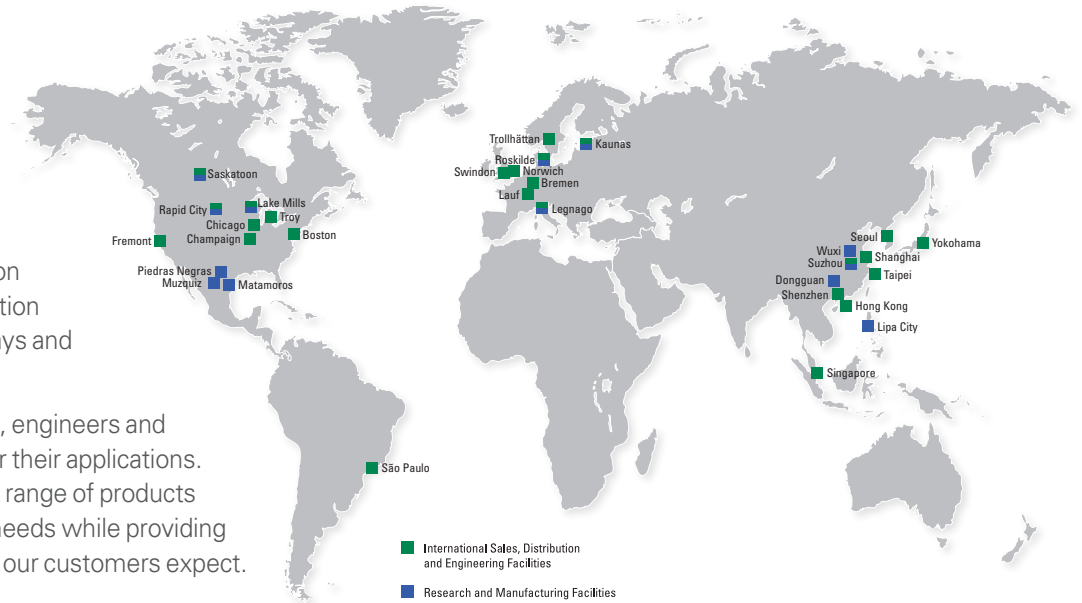 Trollhättan
Kaunas
Roskilde
Swindon
Norwich
Bremen
Lauf
Legnago
Saskatoon
Rapid City
Lake Mills
Troy
Chicago
Champaign
Boston
Fremont
Piedras Negras
Muzquiz
Matamoros
Seoul
Yokohama
Wuxi
Shanghai
Suzhou
Taipei
Dongguan
Shenzhen
Hong Kong
Lipa City
Singapore
São Paulo
on
tion
ays and
, engineers and
r their applications.
range of products
needs while providing
our customers expect.
International Sales, Distribution
and Engineering Facilities
Research and Manufacturing Facilities